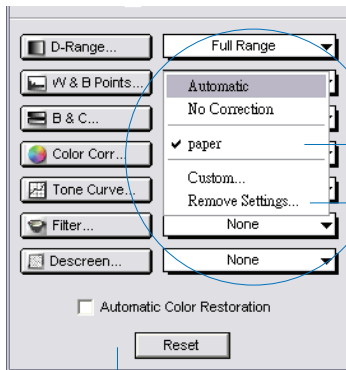 D-Range...
Full Range
W & B Points...
Automatic
No Correction
B & C...
paper
Color Corr...
Custom...
Tone Curve...
Remove Settings...
Filter...
None
Descreen...
None
Automatic Color Restoration
Reset